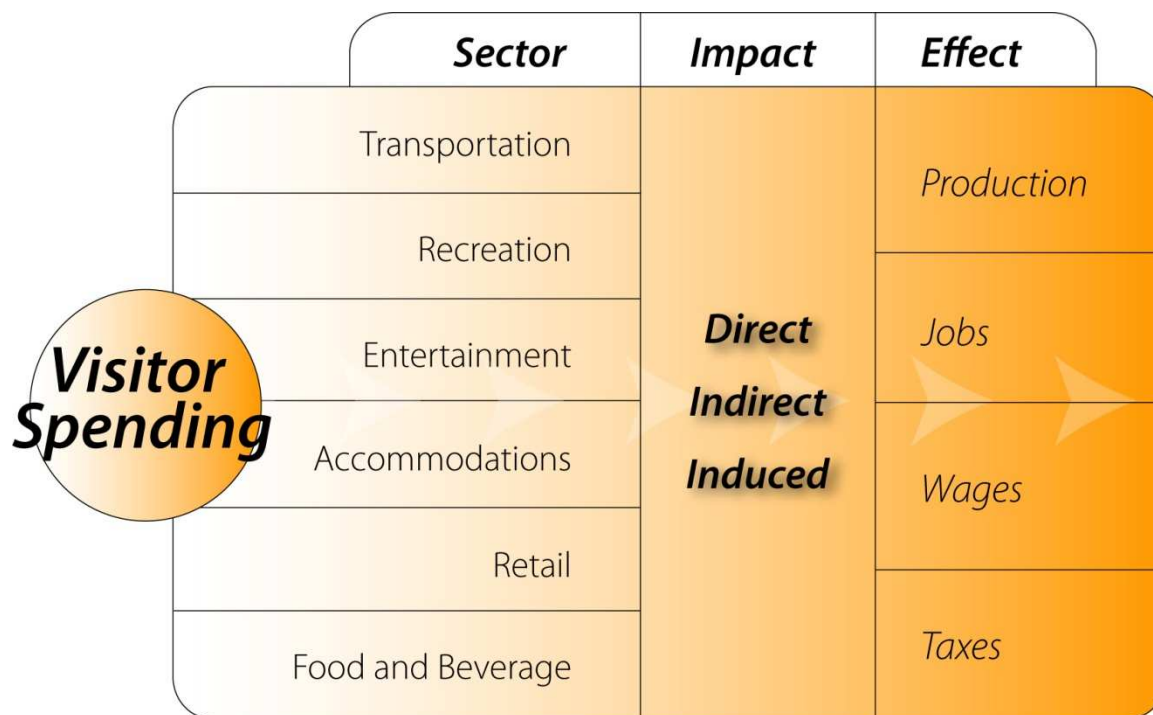 Sector
Impact
Effect
Visitor
Spending
Transportation
Recreation
Entertainment
Accommodations
Retail
Food and Beverage
Direct
Indirect
Induced
Production
Jobs
Wages
Taxes